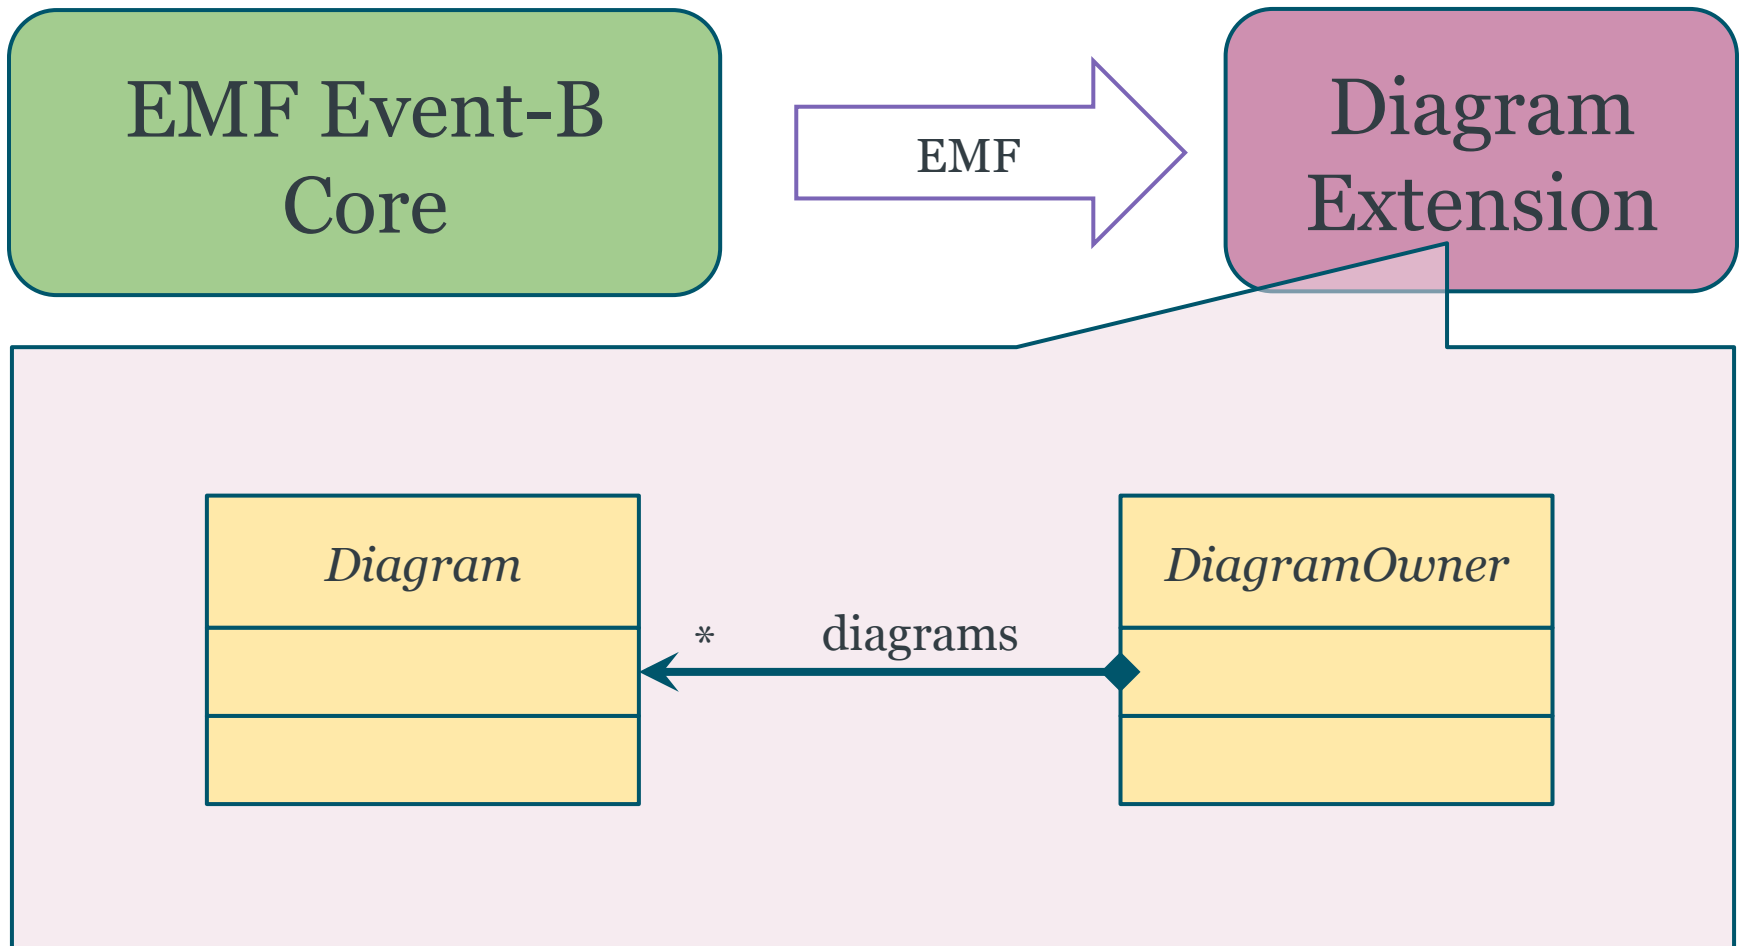 EMF Event-B
Core
EMF
Diagram
Extension
Diagram
DiagramOwner
* diagrams